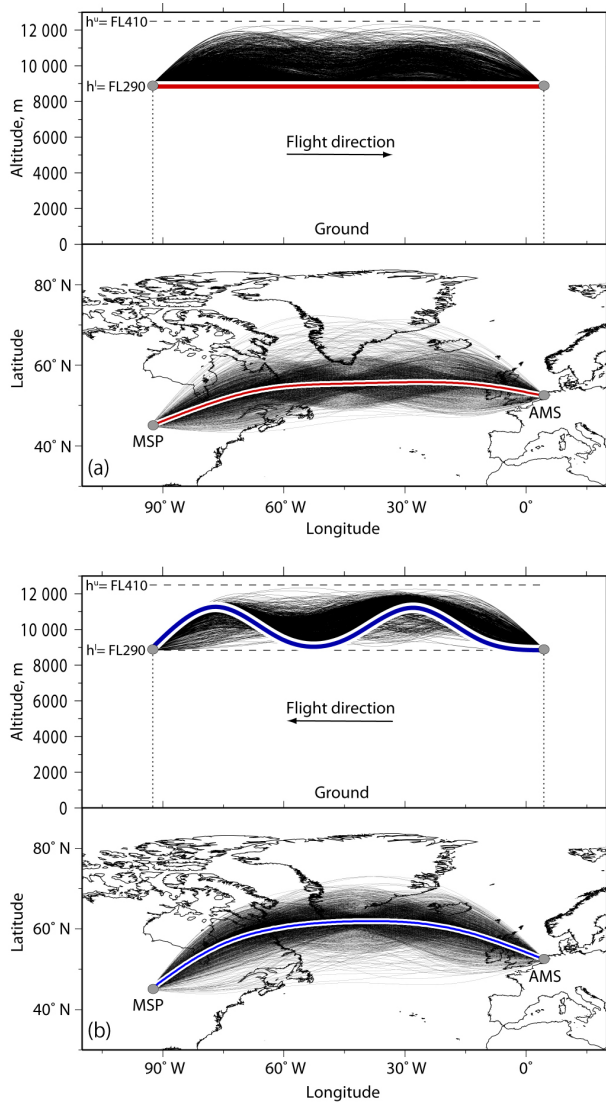 Altitude, m
hᵘ= FL410
12 000
10 000
hˡ= FL290
8000
6000
4000
2000
0
Flight direction
Ground
Latitude
80° N
60° N
40° N
MSP
AMS
(a)
90° W 60° W 30° W 0°
Longitude
Altitude, m
hᵘ= FL410
12 000
10 000
hˡ= FL290
8000
6000
4000
2000
0
Flight direction
Ground
Latitude
80° N
60° N
40° N
MSP
AMS
(b)
90° W 60° W 30° W 0°
Longitude